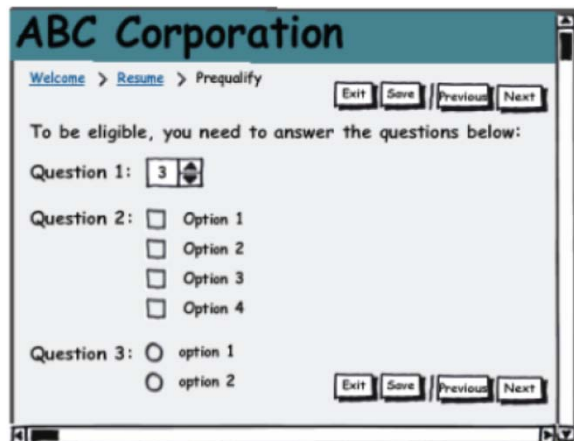 ABC Corporation
Welcome > Resume > Prequalify
Exit Save || Previous Next
To be eligible, you need to answer the questions below:
Question 1: 3
Question 2: Option 1
Option 2
Option 3
Option 4
Question 3: option 1
option 2
Exit Save || Previous Next